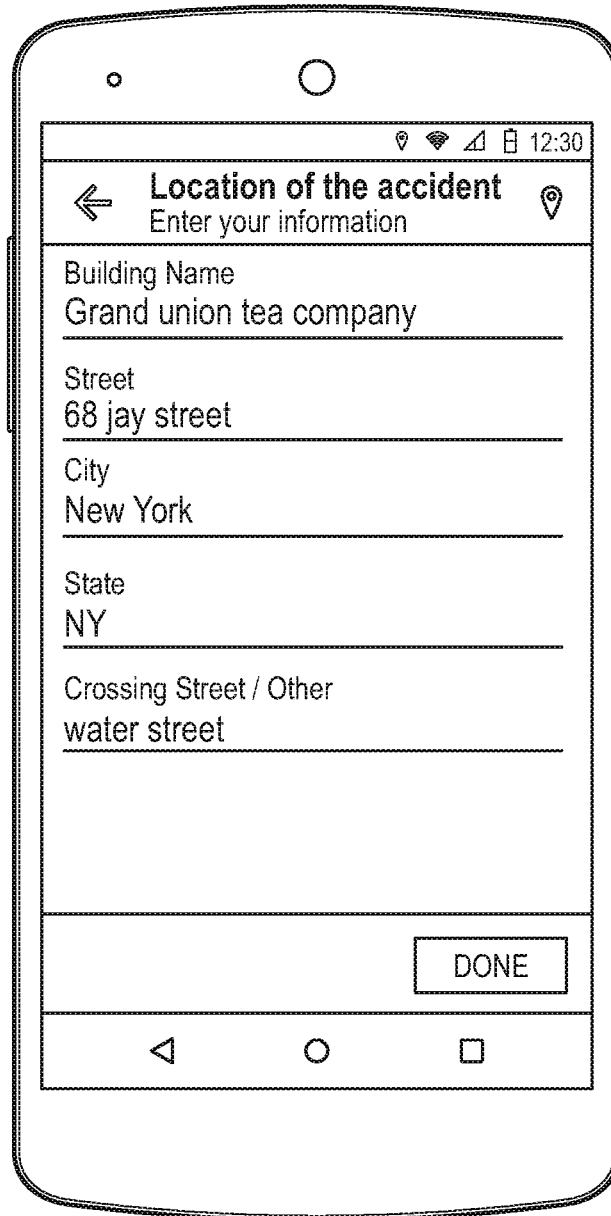 12:30
Location of the accident
Enter your information
Building Name
Grand union tea company
Street
68 jay street
City
New York
State
NY
Crossing Street / Other
water street
DONE